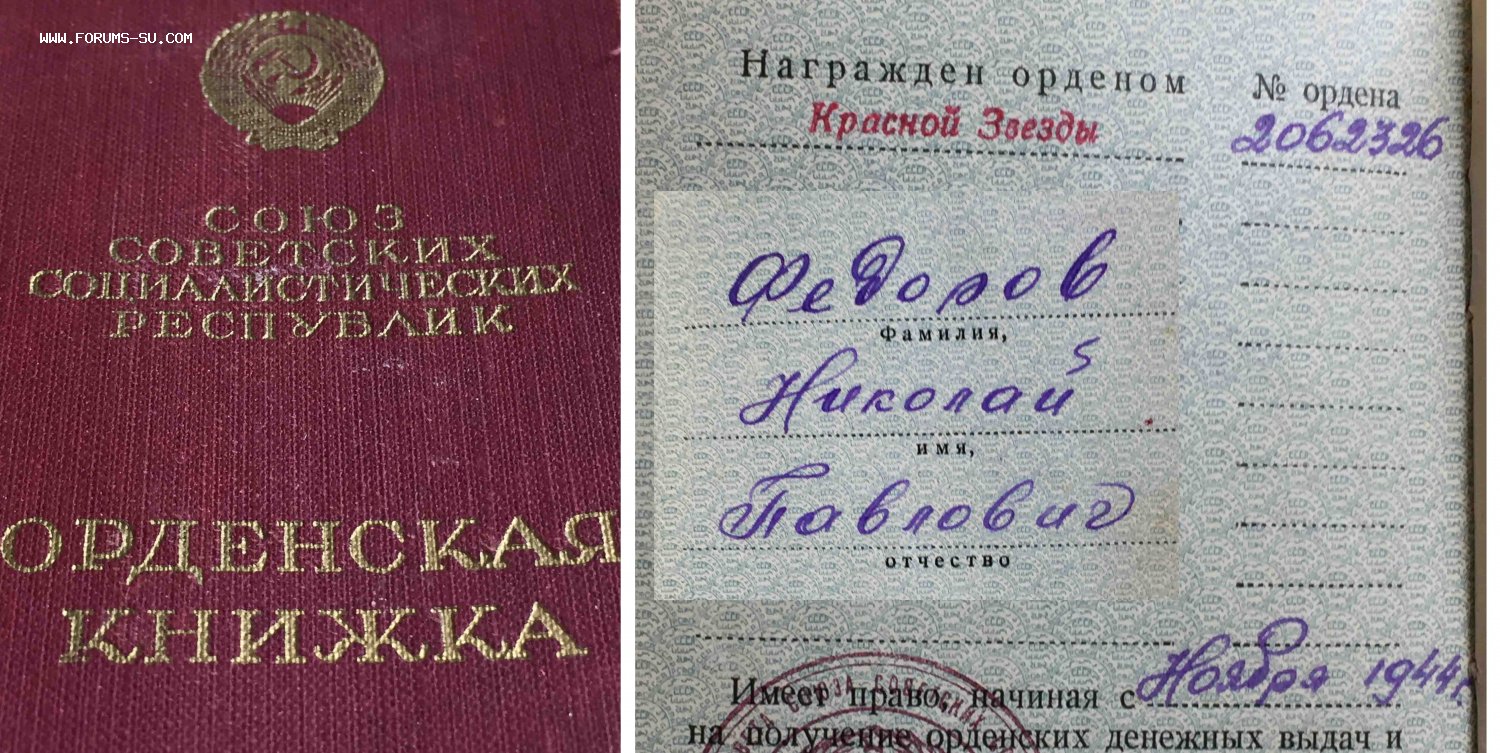 WWW.FORUMS-SU.COM
СОЮЗ
СОВЕТСКИХ
СОЦИАЛИСТИЧЕСКИХ
РЕСПУБЛИК
ОРДЕНСКАЯ
КНИЖКА
Награжден орденом
Красной Звезды
№ ордена
2062326
Федоров
Фамилия,
Николай
имя,
Павлович
отчество
Имеет право, начиная с Ноября 1944г.
на получение орденских денежных выдач и